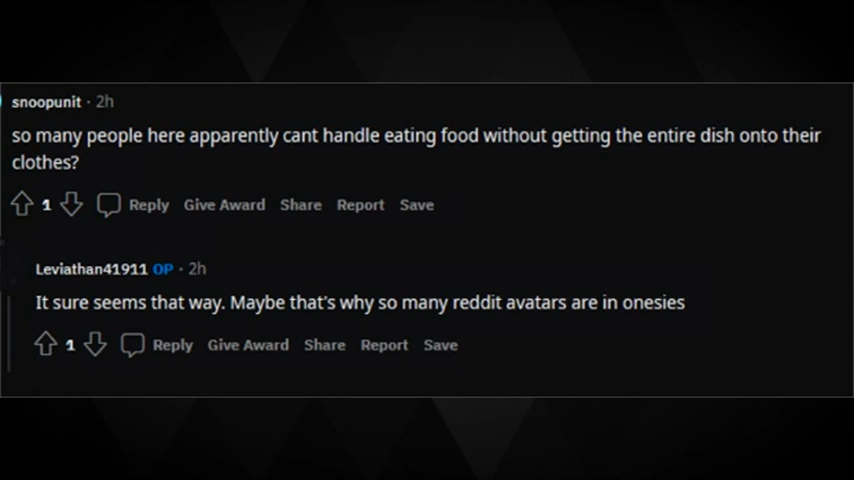 snoopunit · 2h
so many people here apparently cant handle eating food without getting the entire dish onto their
clothes?
1 Reply Give Award Share Report Save
Leviathan41911 OP · 2h
It sure seems that way. Maybe that's why so many reddit avatars are in onesies
1 Reply Give Award Share Report Save